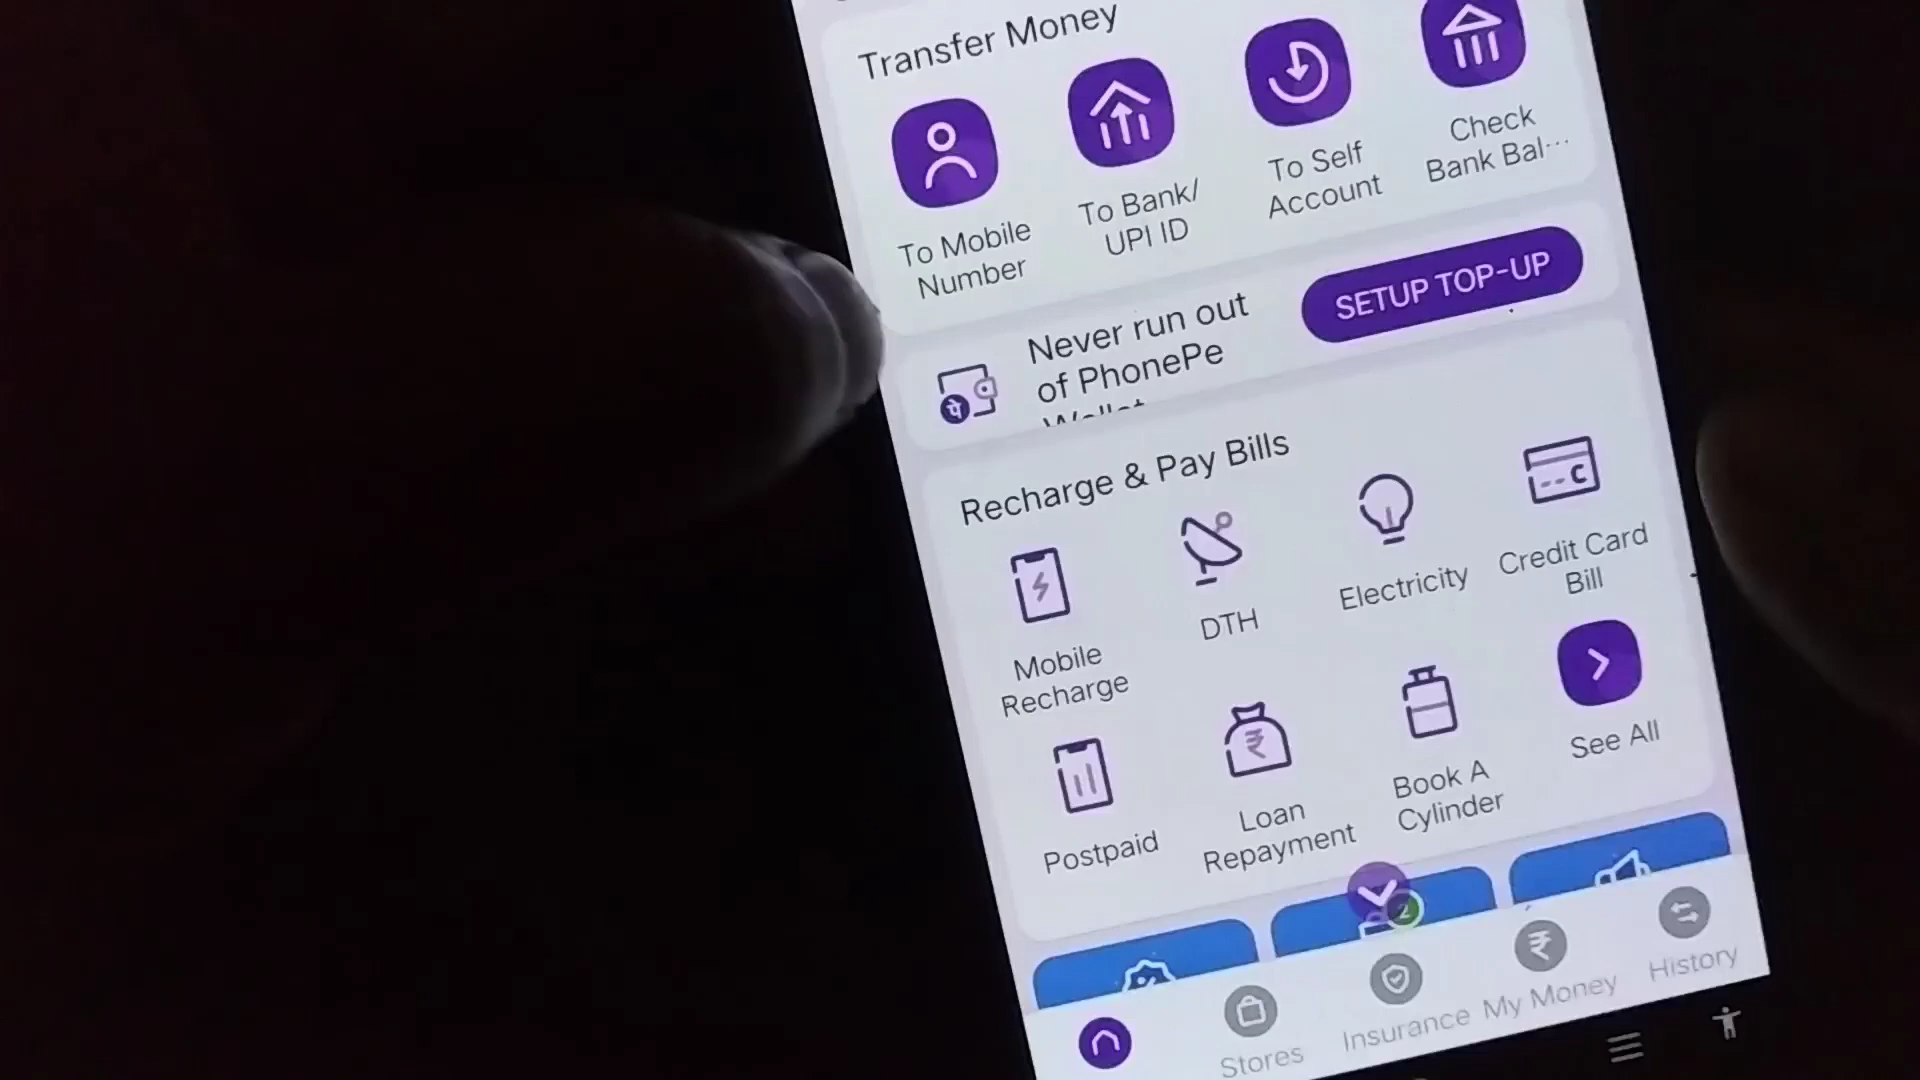 Transfer Money
To Mobile
Number
To Bank/
UPI ID
To Self
Account
Check
Bank Bal...
Never run out
of PhonePe
Wallet
SETUP TOP-UP
पे
Recharge & Pay Bills
Mobile
Recharge
DTH
Electricity
C
Credit Card
Bill
Postpaid
₹
Loan
Repayment
Book A
Cylinder
See All
2
Stores
Insurance
₹
My Money
History